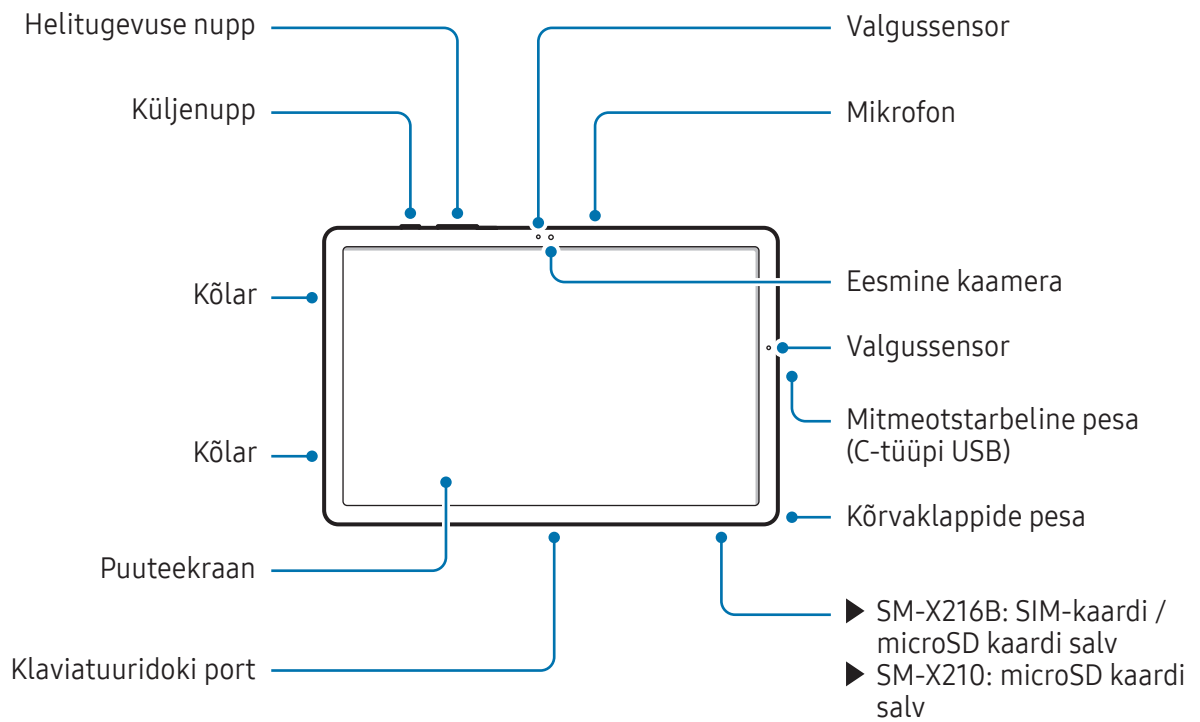 Helitugevuse nupp
Küljenupp
Kõlar
Kõlar
Puuteekraan
Klaviatuuridoki port
Valgussensor
Mikrofon
Eesmine kaamera
Valgussensor
Mitmeotstarbeline pesa
(C-tüüpi USB)
Kõrvaklappide pesa
▶ SM-X216B: SIM-kaardi /
microSD kaardi salv
▶ SM-X210: microSD kaardi
salv